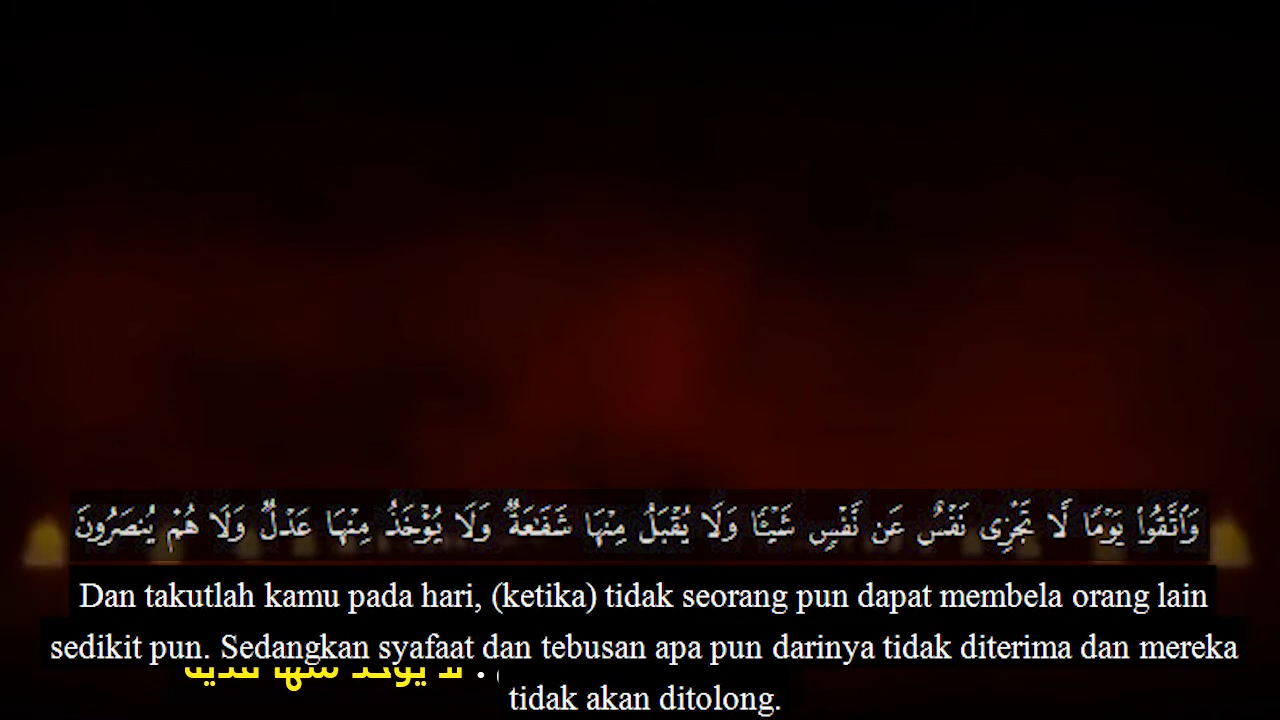 وَٱتَّقُوا۟ يَوْمًا لَّا تَجْزِى نَفْسٌ عَن نَّفْسٍ شَيْـًٔا وَلَا يُقْبَلُ مِنْهَا شَفَـٰعَةٌ وَلَا يُؤْخَذُ مِنْهَا عَدْلٌ وَلَا هُمْ يُنصَرُونَ
Dan takutlah kamu pada hari, (ketika) tidak seorang pun dapat membela orang lain
sedikit pun. Sedangkan syafaat dan tebusan apa pun darinya tidak diterima dan mereka
tidak akan ditolong.